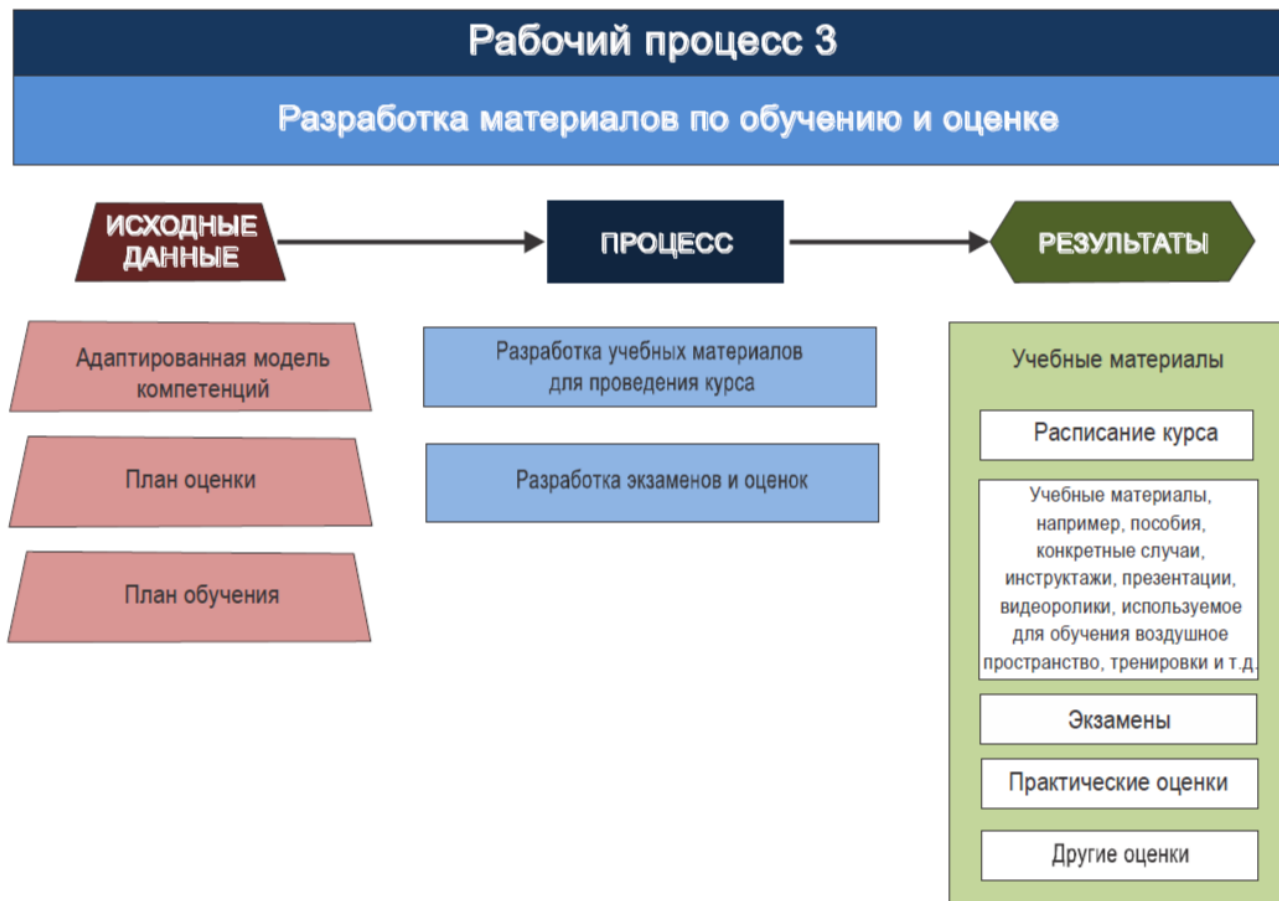 Рабочий процесс 3
Разработка материалов по обучению и оценке
ИСХОДНЫЕ
ДАННЫЕ
ПРОЦЕСС
РЕЗУЛЬТАТЫ
Адаптированная модель
компетенций
План оценки
План обучения
Разработка учебных материалов
для проведения курса
Разработка экзаменов и оценок
Учебные материалы
Расписание курса
Учебные материалы,
например, пособия,
конкретные случаи,
инструктажи, презентации,
видеоролики, используемое
для обучения воздушное
пространство, тренировки и т.д.
Экзамены
Практические оценки
Другие оценки